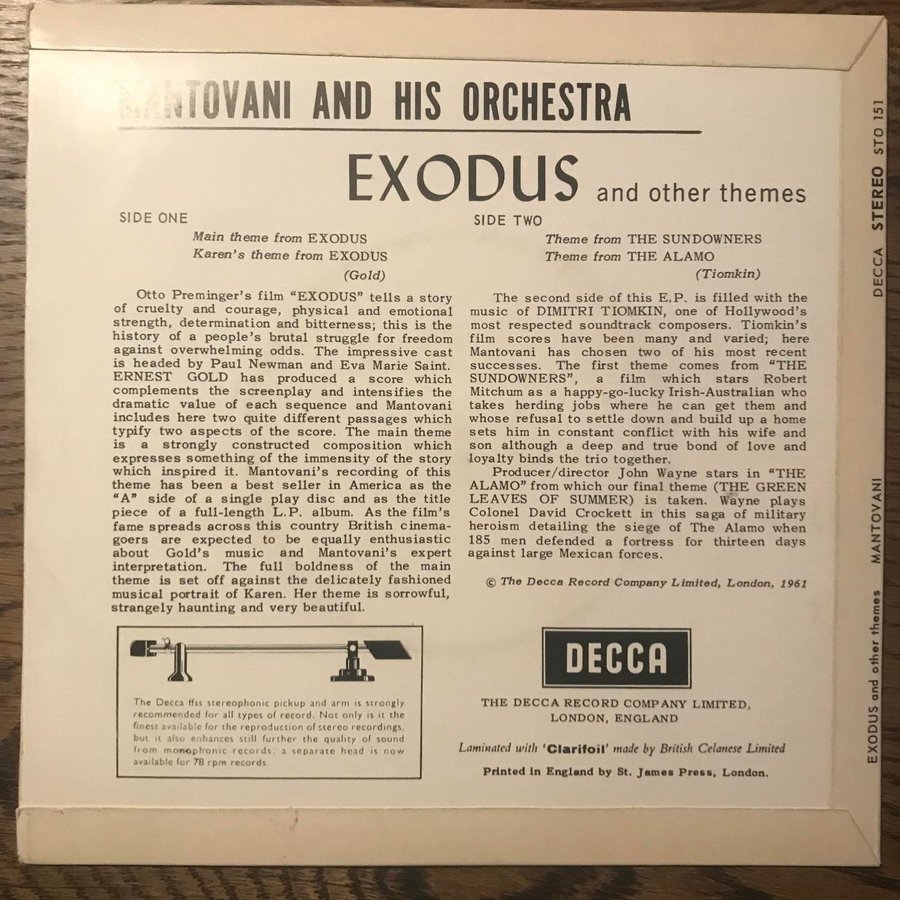 MANTOVANI AND HIS ORCHESTRA
EXODUS and other themes
SIDE ONE
Main theme from EXODUS
Karen's theme from EXODUS
(Gold)
Otto Preminger's film "EXODUS" tells a story
of cruelty and courage, physical and emotional
strength, determination and bitterness; this is the
history of a people's brutal struggle for freedom
against overwhelming odds. The impressive cast
is headed by Paul Newman and Eva Marie Saint.
ERNEST GOLD has produced a score which
complements the screenplay and intensifies the
dramatic value of each sequence and Mantovani
includes here two quite different passages which
typify two aspects of the score. The main theme
is a strongly constructed composition which
expresses something of the immensity of the story
which inspired it. Mantovani's recording of this
theme has been a best seller in America as the
"A" side of a single play disc and as the title
piece of a full-length L.P. album. As the film's
fame spreads across this country British cinema-
goers are expected to be equally enthusiastic
about Gold's music and Mantovani's expert
interpretation. The full boldness of the main
theme is set off against the delicately fashioned
musical portrait of Karen. Her theme is sorrowful,
strangely haunting and very beautiful.
SIDE TWO
Theme from THE SUNDOWNERS
Theme from THE ALAMO
(Tiomkin)
The second side of this E.P. is filled with the
music of DIMITRI TIOMKIN, one of Hollywood's
most respected soundtrack composers. Tiomkin's
film scores have been many and varied; here
Mantovani has chosen two of his most recent
successes. The first theme comes from "THE
SUNDOWNERS", a film which stars Robert
Mitchum as a happy-go-lucky Irish-Australian who
takes herding jobs where he can get them and
whose refusal to settle down and build up a home
sets him in constant conflict with his wife and
son although a deep and true bond of love and
loyalty binds the trio together.
Producer/director John Wayne stars in "THE
ALAMO" from which our final theme (THE GREEN
LEAVES OF SUMMER) is taken. Wayne plays
Colonel David Crockett in this saga of military
heroism detailing the siege of The Alamo when
185 men defended a fortress for thirteen days
against large Mexican forces.
© The Decca Record Company Limited, London, 1961
The Decca ffss stereophonic pickup and arm is strongly
recommended for all types of record. Not only is it the
finest available for the reproduction of stereo recordings,
but it also enhances still further the quality of sound
from monophonic records: a separate head is now
available for 78 rpm records.
DECCA
THE DECCA RECORD COMPANY LIMITED,
LONDON, ENGLAND
Laminated with 'Clarifoil' made by British Celanese Limited
Printed in England by St. James Press, London.
EXODUS and other themes MANTOVANI DECCA STEREO STO 151